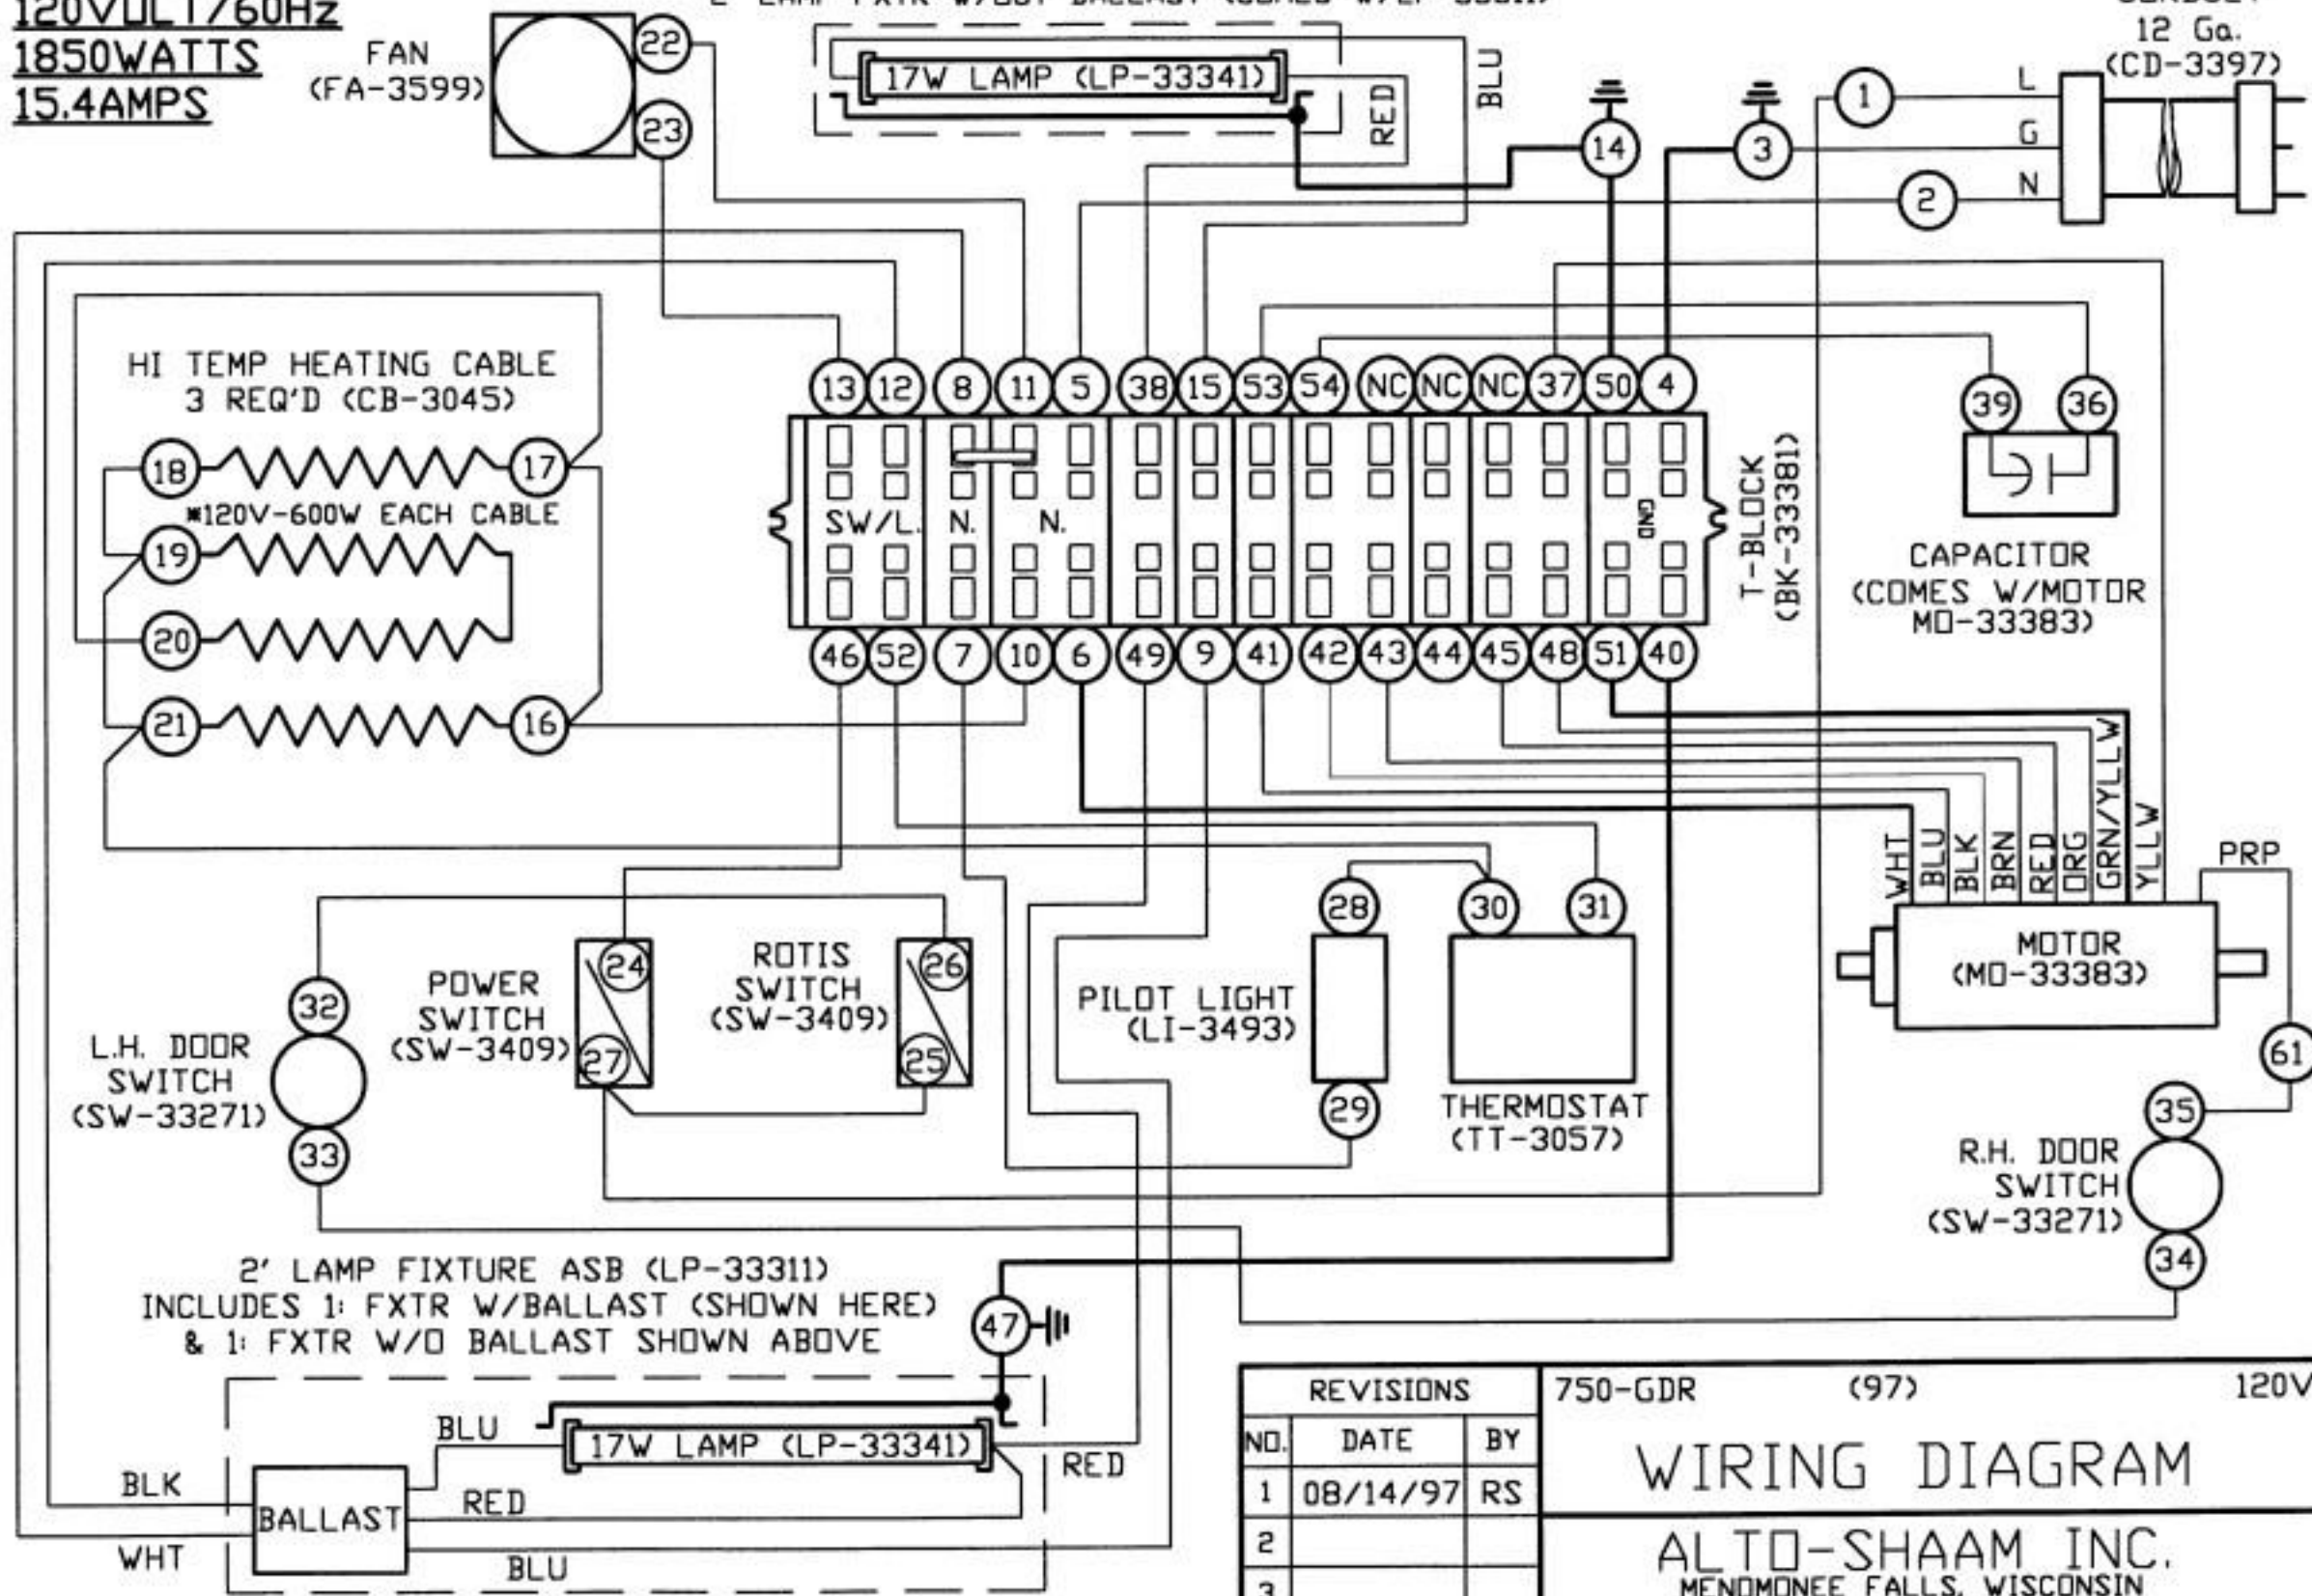 120VOLT/60Hz
1850WATTS
15.4AMPS
FAN
(FA-3599)
22
23
17W LAMP (LP-33341)
RED
BLU
14
3
1
2
L
G
N
12 Ga.
(CD-3397)
HI TEMP HEATING CABLE
3 REQ'D (CB-3045)
18
17
*120V-600W EACH CABLE
19
20
21
16
13 12 8 11 5 38 15 53 54 NC NC NC 37 50 4
SW/L. N. N. GND
46 52 7 10 6 49 9 41 42 43 44 45 48 51 40
T-BLOCK
(BK-33381)
39 36
CAPACITOR
(COMES W/MOTOR
MO-33383)
WHT
BLU
BLK
BRN
RED
ORG
GRN/YLLW
YLLW
PRP
MOTOR
(MO-33383)
61
35
R.H. DOOR
SWITCH
(SW-33271)
34
32
L.H. DOOR
SWITCH
(SW-33271)
33
POWER
SWITCH
(SW-3409)
24
27
ROTIS
SWITCH
(SW-3409)
26
25
28
PILOT LIGHT
(LI-3493)
29
30 31
THERMOSTAT
(TT-3057)
2' LAMP FIXTURE ASB (LP-33311)
INCLUDES 1: FXTR W/BALLAST (SHOWN HERE)
& 1: FXTR W/O BALLAST SHOWN ABOVE
47
BLU
17W LAMP (LP-33341)
RED
BLK
BALLAST
RED
WHT
BLU
REVISIONS
NO. DATE BY
1 08/14/97 RS
2
3
750-GDR (97) 120V
WIRING DIAGRAM
ALTO-SHAAM INC.
MENOMONEE FALLS, WISCONSIN